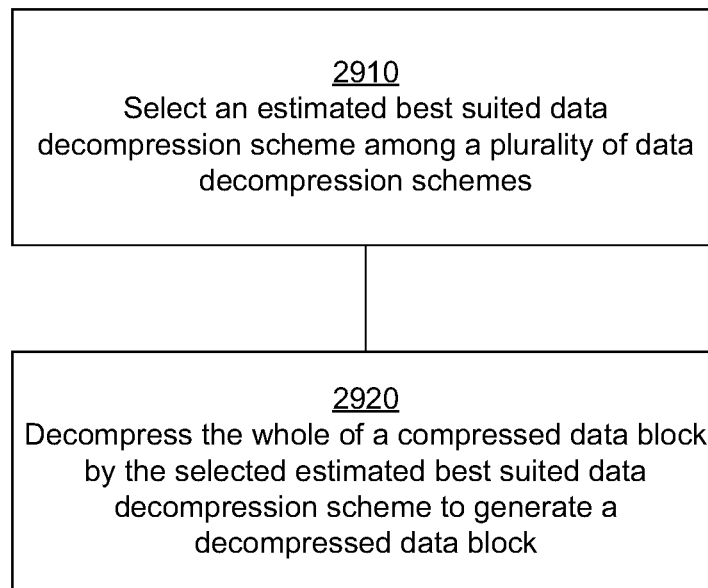 2910
Select an estimated best suited data
decompression scheme among a plurality of data
decompression schemes
2920
Decompress the whole of a compressed data block
by the selected estimated best suited data
decompression scheme to generate a
decompressed data block